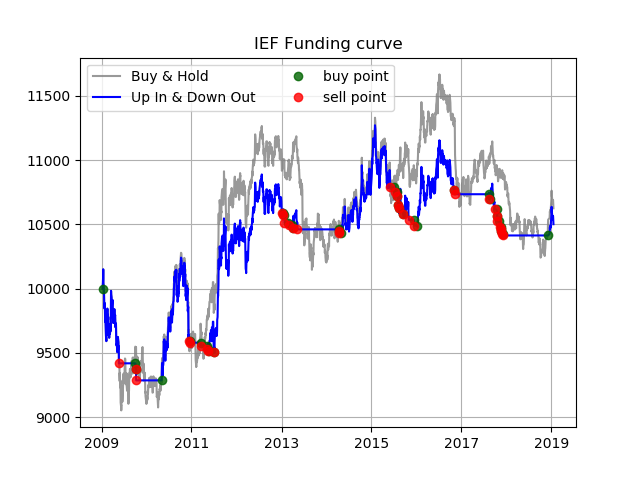 IEF Funding curve
Buy & Hold
Up In & Down Out
buy point
sell point
11500
11000
10500
10000
9500
9000
2009 2011 2013 2015 2017 2019